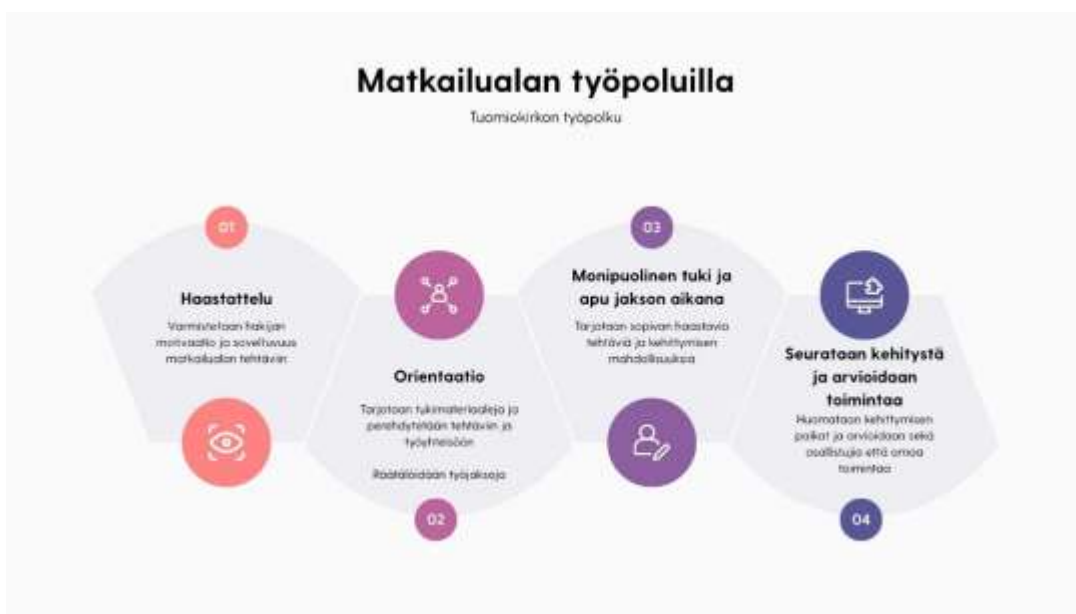 Matkailualan työpoluilla
Tuomiokirkon työpolku
01
Haastattelu
Varmistetaan hakijan
motivaatio ja soveltuvuus
matkailualan tehtäviin
Orientaatio
Tarjotaan tukimateriaaleja ja
perehdytetään tehtäviin ja
työyhteisöön
Räätälöidään työjaksoja
02
03
Monipuolinen tuki ja
apu jakson aikana
Tarjotaan sopivan haastavia
tehtäviä ja kehittymisen
mahdollisuuksia
Seurataan kehitystä
ja arvioidaan
toimintaa
Huomataan kehittymisen
paikat ja arvioidaan sekä
osallistujia että omaa
toimintaa
04